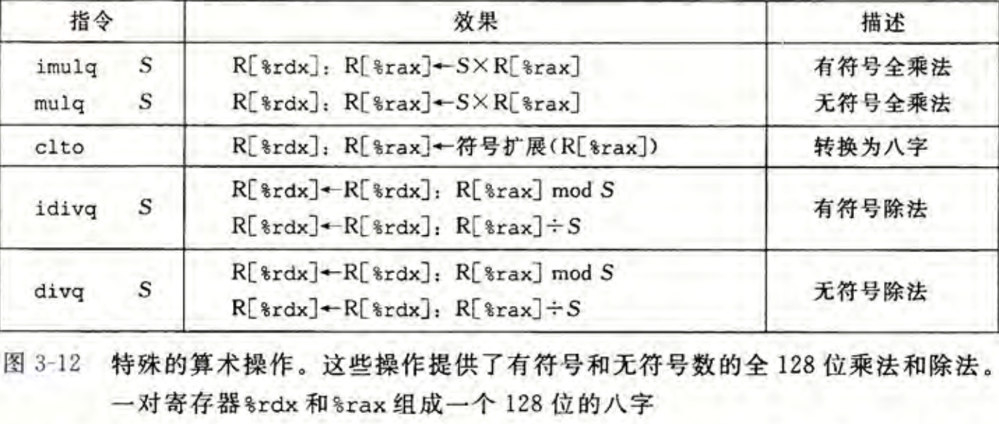 指令 效果 描述
imulq S R[%rdx]：R[%rax]←S×R[%rax] 有符号全乘法
mulq S R[%rdx]：R[%rax]←S×R[%rax] 无符号全乘法
clto R[%rdx]：R[%rax]←符号扩展(R[%rax]) 转换为八字
idivq S R[%rdx]←R[%rdx]：R[%rax] mod S 有符号除法
R[%rdx]←R[%rdx]：R[%rax]÷S
divq S R[%rdx]←R[%rdx]：R[%rax] mod S 无符号除法
R[%rdx]←R[%rdx]：R[%rax]÷S
图 3-12 特殊的算术操作。这些操作提供了有符号和无符号数的全 128 位乘法和除法。
一对寄存器%rdx 和%rax 组成一个 128 位的八字